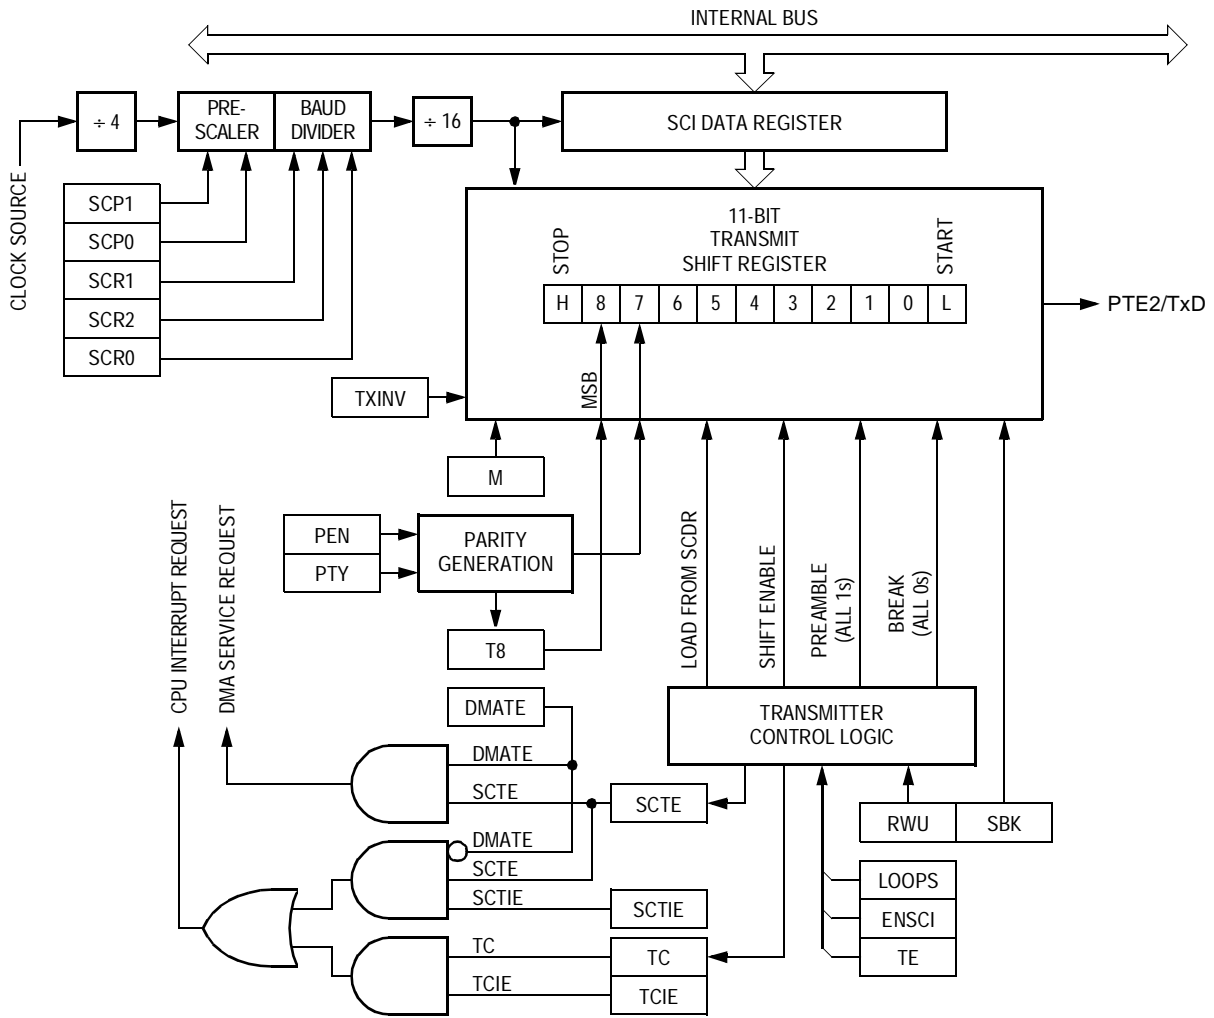 INTERNAL BUS
÷ 4
PRE-
SCALER
BAUD
DIVIDER
÷ 16
SCI DATA REGISTER
CLOCK SOURCE
SCP1
SCP0
SCR1
SCR2
SCR0
11-BIT
TRANSMIT
SHIFT REGISTER
STOP
START
H 8 7 6 5 4 3 2 1 0 L
PTE2/TxD
MSB
TXINV
M
PEN
PTY
PARITY
GENERATION
T8
CPU INTERRUPT REQUEST
DMA SERVICE REQUEST
LOAD FROM SCDR
SHIFT ENABLE
PREAMBLE
(ALL 1s)
BREAK
(ALL 0s)
TRANSMITTER
CONTROL LOGIC
DMATE
DMATE
SCTE
SCTE
DMATE
SCTE
SCTIE
SCTIE
TC
TC
TCIE
TCIE
RWU
SBK
LOOPS
ENSCI
TE